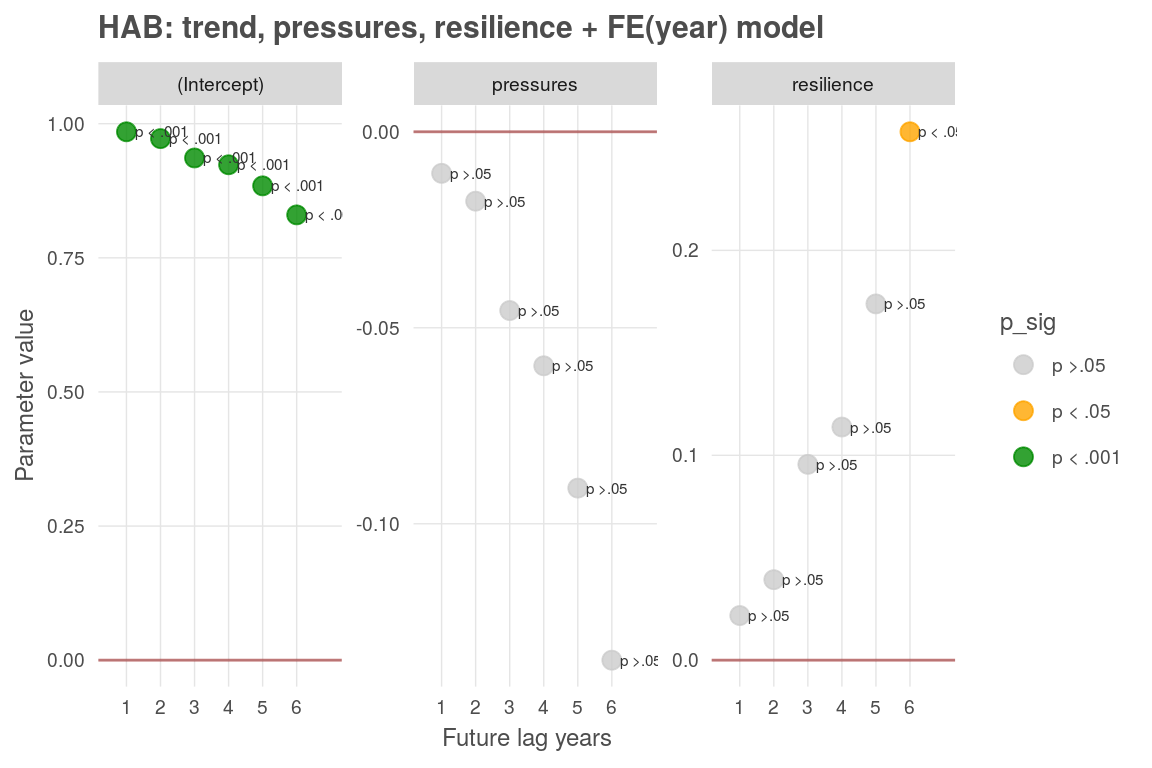 HAB: trend, pressures, resilience + FE(year) model
(Intercept)
pressures
resilience
Parameter value
1.00
0.75
0.50
0.25
0.00
p < .001
p < .001
p < .001
p < .001
p < .001
p < .0
1 2 3 4 5 6
0.00
-0.05
-0.10
p >.05
p >.05
p >.05
p >.05
p >.05
p >.05
1 2 3 4 5 6
0.2
0.1
0.0
p < .05
p >.05
p >.05
p >.05
p >.05
p >.05
1 2 3 4 5 6
Future lag years
p_sig
p >.05
p < .05
p < .001